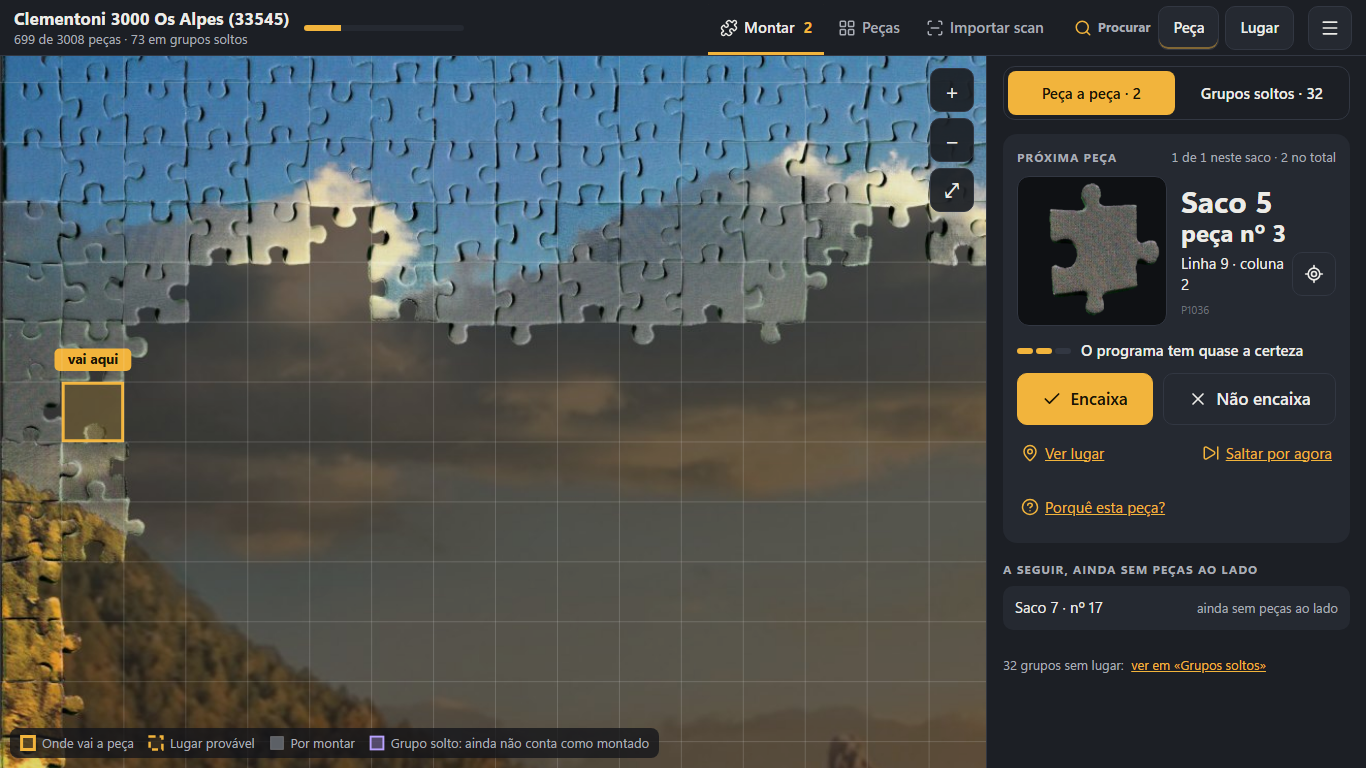 Clementoni 3000 Os Alpes (33545)
699 de 3008 peças · 73 em grupos soltos
Montar 2
Peças
Importar scan
Procurar
Peça
Lugar
+
−
vai aqui
Onde vai a peça
Lugar provável
Por montar
Grupo solto: ainda não conta como montado
Peça a peça · 2
Grupos soltos · 32
PRÓXIMA PEÇA
1 de 1 neste saco · 2 no total
Saco 5
peça nº 3
Linha 9 · coluna
2
P1036
O programa tem quase a certeza
Encaixa
Não encaixa
Ver lugar
Saltar por agora
Porquê esta peça?
A SEGUIR, AINDA SEM PEÇAS AO LADO
Saco 7 · nº 17
ainda sem peças ao lado
32 grupos sem lugar: ver em «Grupos soltos»